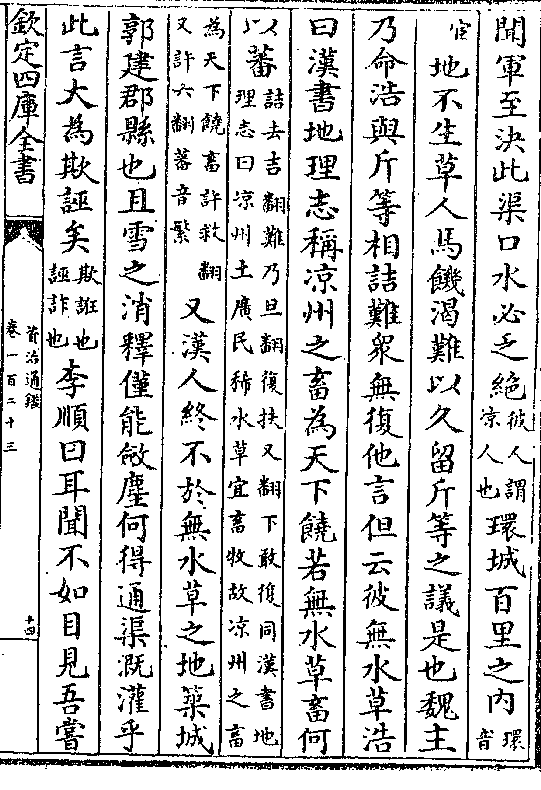 聞軍至決此渠口水必乏絕彼人謂凉人也環城百里之内環音
宦地不生草人馬饑渴難以久留斤等之議是也魏主
乃命浩與斤等相詰難衆無復他言但云彼無水草浩
曰漢書地理志稱凉州之畜為天下饒若無水草畜何
以蕃詰去吉翻難乃旦翻復扶又翻下敢復同漢書地理志曰凉州土廣民稀水草宜畜牧故凉州之畜
為天下饒畜許救翻又許六翻蕃音繁又漢人終不於無水草之地築城
郭建郡縣也且雪之消釋僅能斂塵何得通渠溉灌乎
此言大為欺誣矣欺誑也誣詐也李順曰耳聞不如目見吾嘗
欽定四庫全書
資治通鑑
卷一百二十三
十四